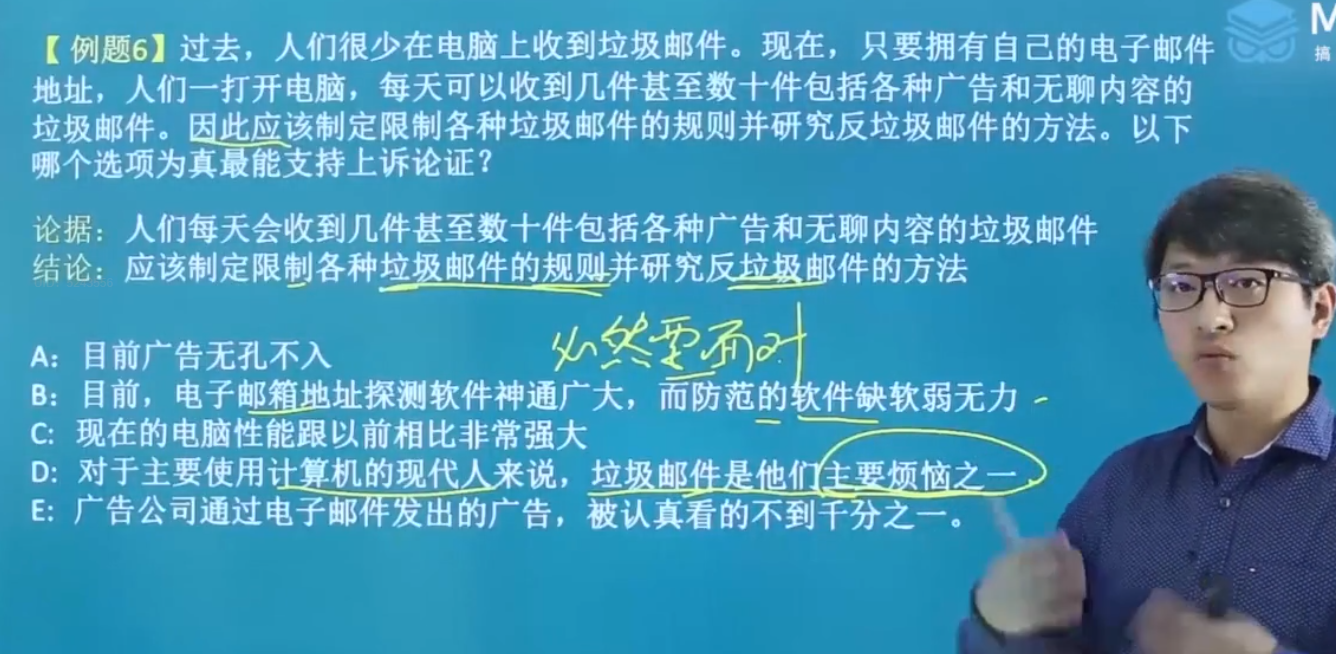 【例题6】过去，人们很少在电脑上收到垃圾邮件。现在，只要拥有自己的电子邮件
地址，人们一打开电脑，每天可以收到几件甚至数十件包括各种广告和无聊内容的
垃圾邮件。因此应该制定限制各种垃圾邮件的规则并研究反垃圾邮件的方法。以下
哪个选项为真最能支持上诉论证？
论据：人们每天会收到几件甚至数十件包括各种广告和无聊内容的垃圾邮件
结论：应该制定限制各种垃圾邮件的规则并研究反垃圾邮件的方法
必然要面对
A：目前广告无孔不入
B：目前，电子邮箱地址探测软件神通广大，而防范的软件缺软弱无力
C: 现在的电脑性能跟以前相比非常强大
D: 对于主要使用计算机的现代人来说，垃圾邮件是他们主要烦恼之一
E: 广告公司通过电子邮件发出的广告，被认真看的不到千分之一。
M
搞